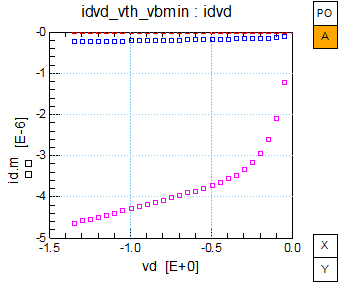 idvd_vth_vbmin : idvd
PO
A
-0
-1
-2
-3
-4
-5
id.m [E-6]
-1.5
-1.0
-0.5
0.0
vd [E+0]
X
Y